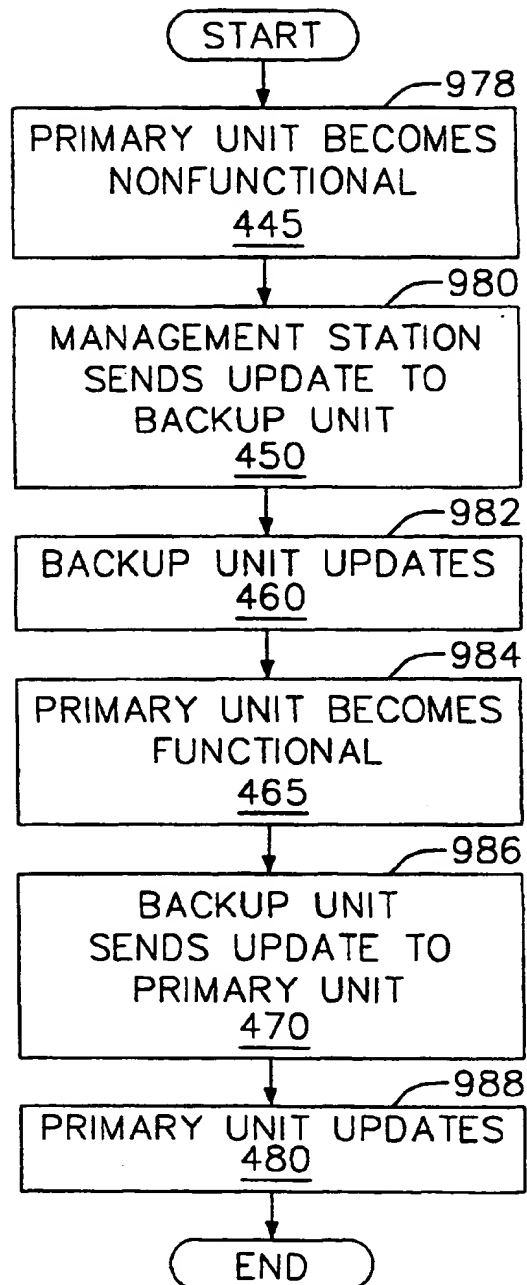 START
978
PRIMARY UNIT BECOMES
NONFUNCTIONAL
445
980
MANAGEMENT STATION
SENDS UPDATE TO
BACKUP UNIT
450
982
BACKUP UNIT UPDATES
460
984
PRIMARY UNIT BECOMES
FUNCTIONAL
465
986
BACKUP UNIT
SENDS UPDATE TO
PRIMARY UNIT
470
988
PRIMARY UNIT UPDATES
480
END